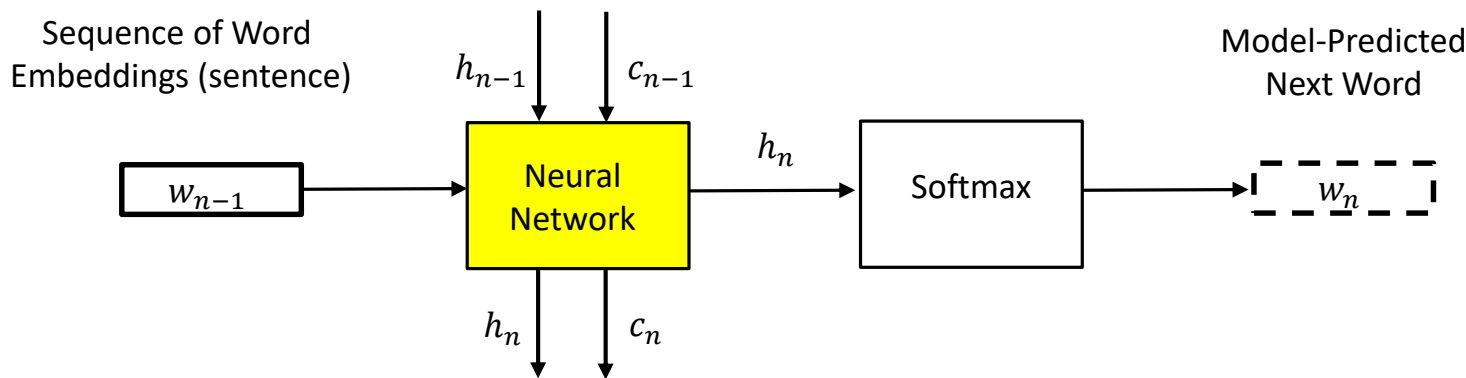 Sequence of Word
Embeddings (sentence)
h_{n-1}
c_{n-1}
Model-Predicted
Next Word
w_{n-1}
Neural
Network
h_n
Softmax
w_n
h_n
c_n